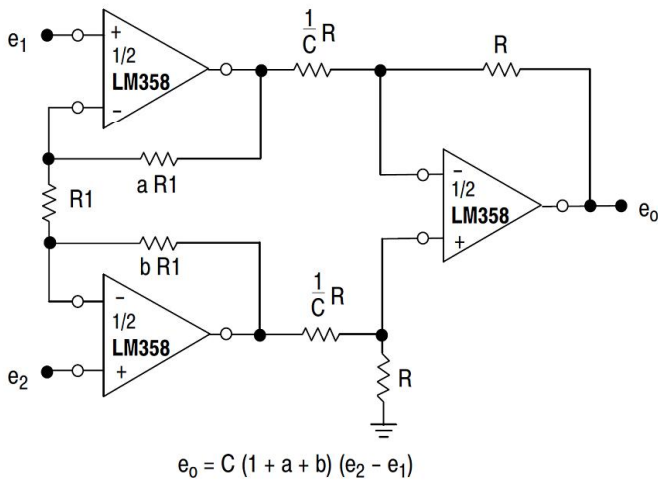 e1
+
1/2
LM358
−
1/C R
R
a R1
R1
b R1
−
1/2
LM358
+
eo
−
1/2
LM358
+
e2
1/C R
R
eo = C (1 + a + b) (e2 – e1)